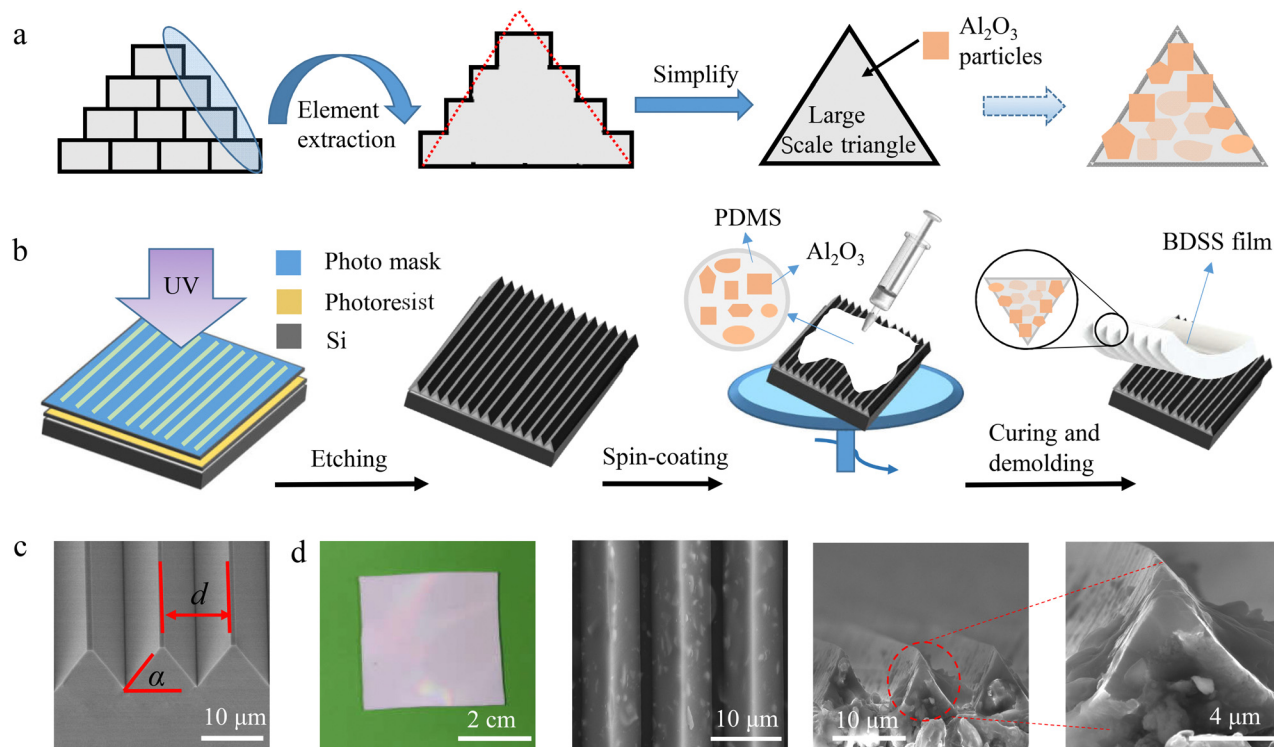 a
Element
extraction
Simplify
Large
Scale triangle
Al₂O₃
particles
b
UV
Photo mask
Photoresist
Si
Etching
Spin-coating
PDMS
Al₂O₃
Curing and
demolding
BDSS film
c
d
α
10 μm
d
2 cm
10 μm
10 μm
4 μm